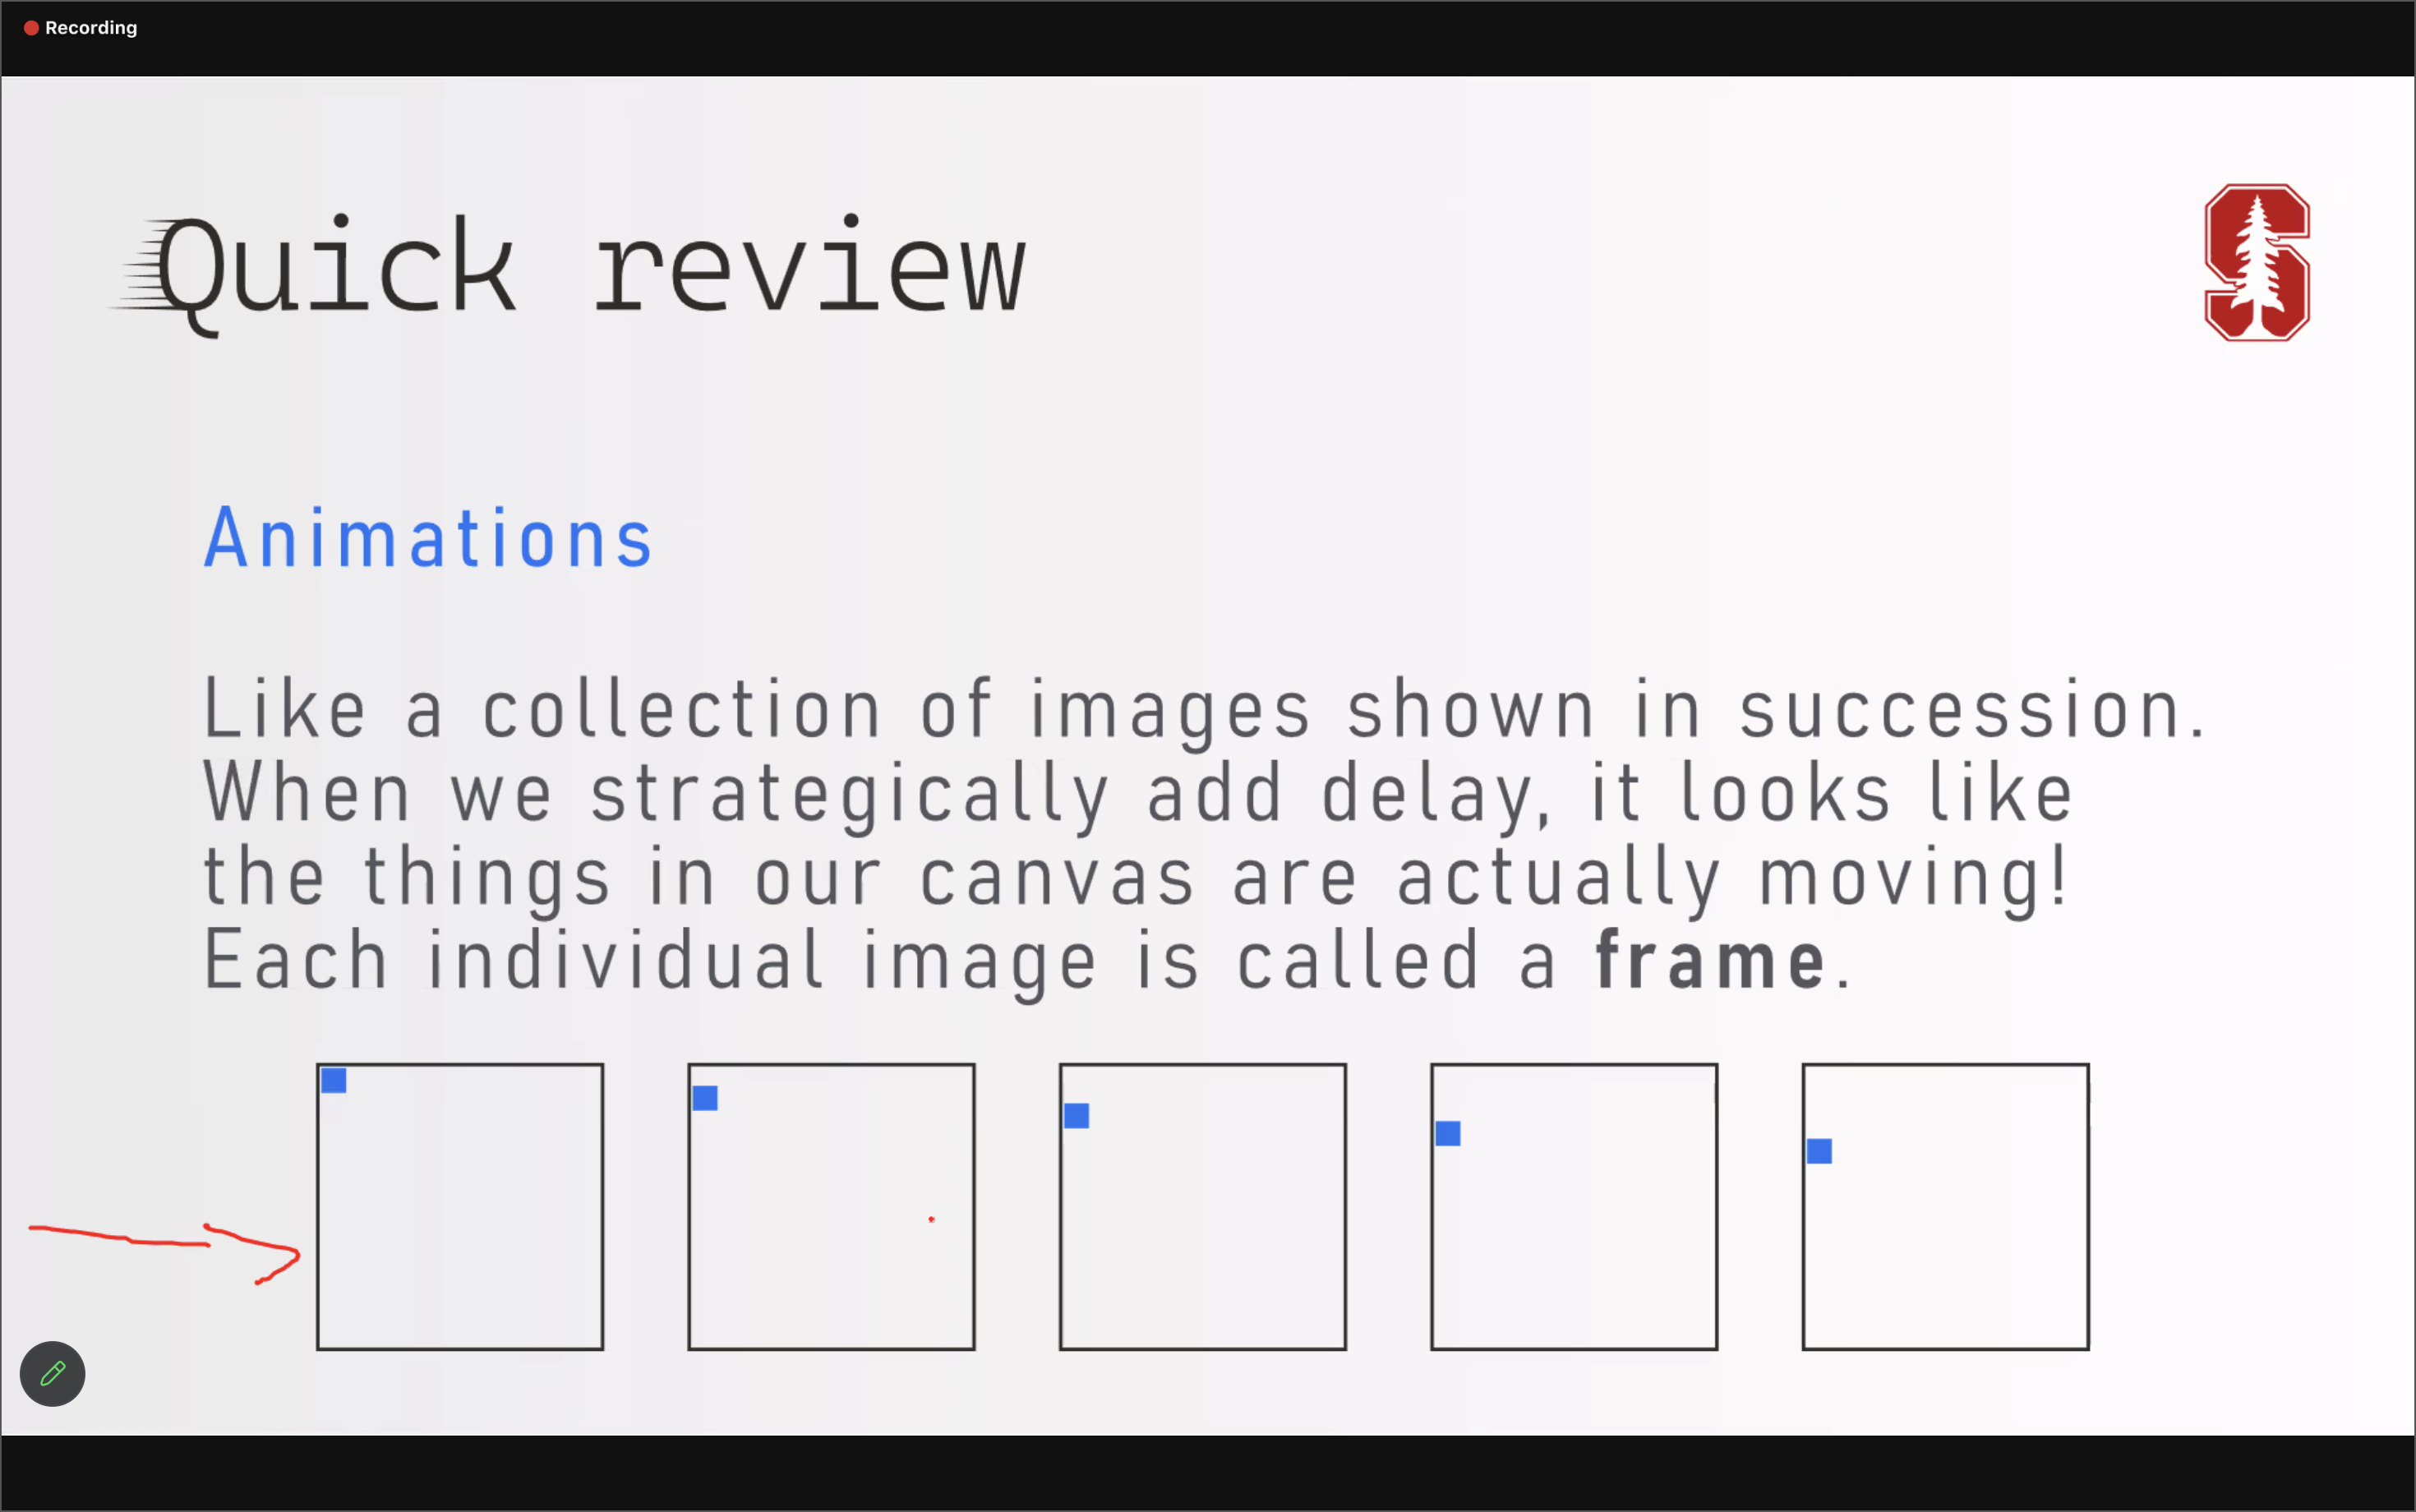 Recording
Quick review
Animations
Like a collection of images shown in succession.
When we strategically add delay, it looks like
the things in our canvas are actually moving!
Each individual image is called a frame.